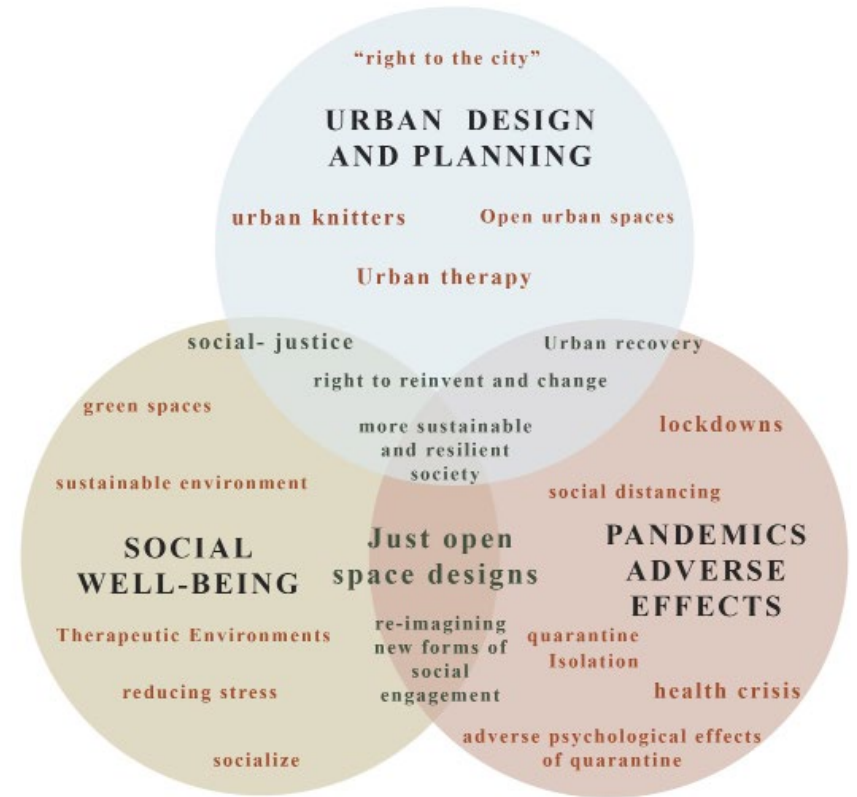 “right to the city”
URBAN DESIGN
AND PLANNING
urban knitters
Open urban spaces
Urban therapy
social- justice
Urban recovery
right to reinvent and change
green spaces
more sustainable
and resilient
society
lockdowns
sustainable environment
social distancing
SOCIAL
WELL-BEING
Just open
space designs
PANDEMICS
ADVERSE
EFFECTS
Therapeutic Environments
re-imagining
new forms of
social
engagement
quarantine
Isolation
reducing stress
health crisis
socialize
adverse psychological effects
of quarantine